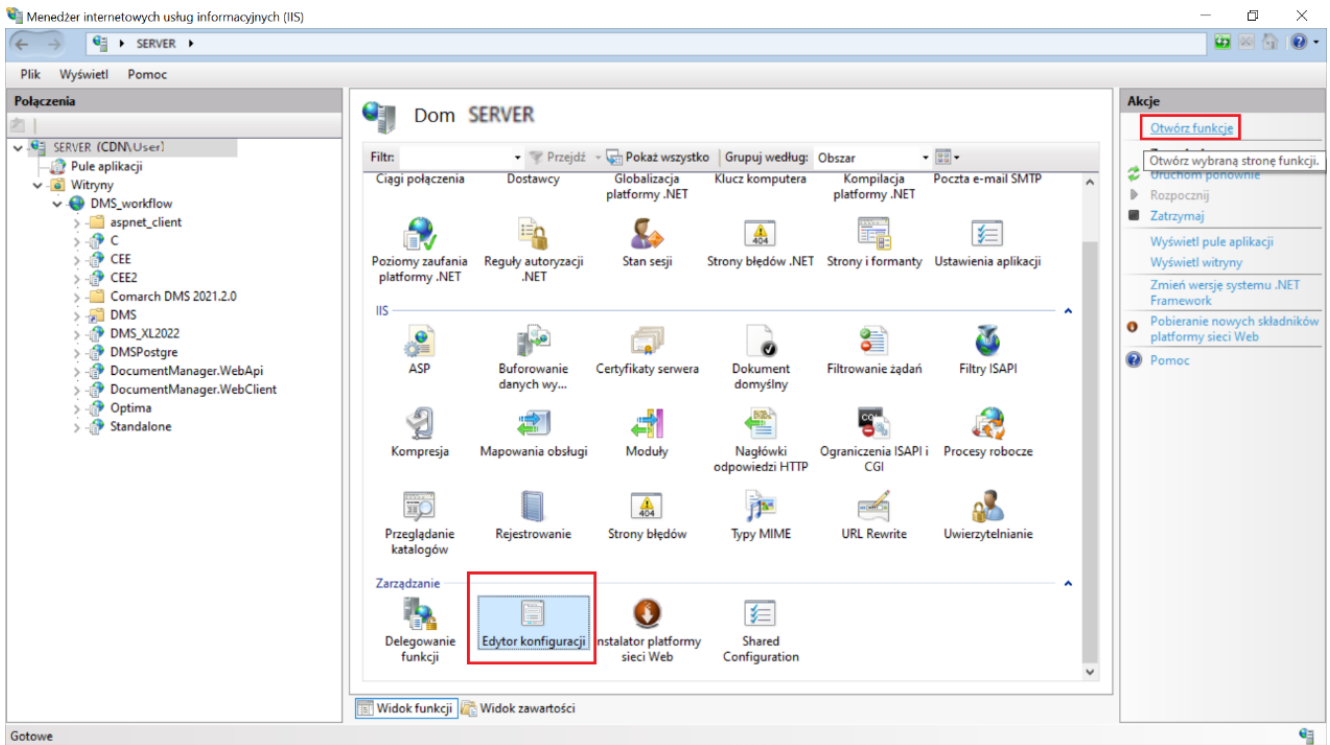 Menedżer internetowych usług informacyjnych (IIS)
SERVER
Plik Wyświetl Pomoc
Połączenia
SERVER (CDN\User)
Pule aplikacji
Witryny
DMS_workflow
aspnet_client
C
CEE
CEE2
Comarch DMS 2021.2.0
DMS
DMS_XL2022
DMSPostgre
DocumentManager.WebApi
DocumentManager.WebClient
Optima
Standalone
Dom SERVER
Filtr: Przejdź Pokaż wszystko Grupuj według: Obszar
Ciągi połączenia Dostawcy Globalizacja Klucz komputera Kompilacja Poczta e-mail SMTP
platformy .NET platformy .NET
Poziomy zaufania Reguły autoryzacji Stan sesji Strony błędów .NET Strony i formanty Ustawienia aplikacji
platformy .NET .NET
404
IIS
ASP Buforowanie Certyfikaty serwera Dokument Filtrowanie żądań Filtry ISAPI
danych wy... domyślny
Kompresja Mapowania obsługi Moduły Nagłówki Ograniczenia ISAPI i Procesy robocze
odpowiedzi HTTP CGI
404
Przeglądanie Rejestrowanie Strony błędów Typy MIME URL Rewrite Uwierzytelnianie
katalogów
Zarządzanie
Delegowanie Edytor konfiguracji nstalator platformy Shared
funkcji sieci Web Configuration
Widok funkcji Widok zawartości
Gotowe
Akcje
Otwórz funkcję
Otwórz wybraną stronę funkcji.
Uruchom ponownie
Rozpocznij
Zatrzymaj
Wyświetl pule aplikacji
Wyświetl witryny
Zmień wersję systemu .NET
Framework
Pobieranie nowych składników
platformy sieci Web
Pomoc